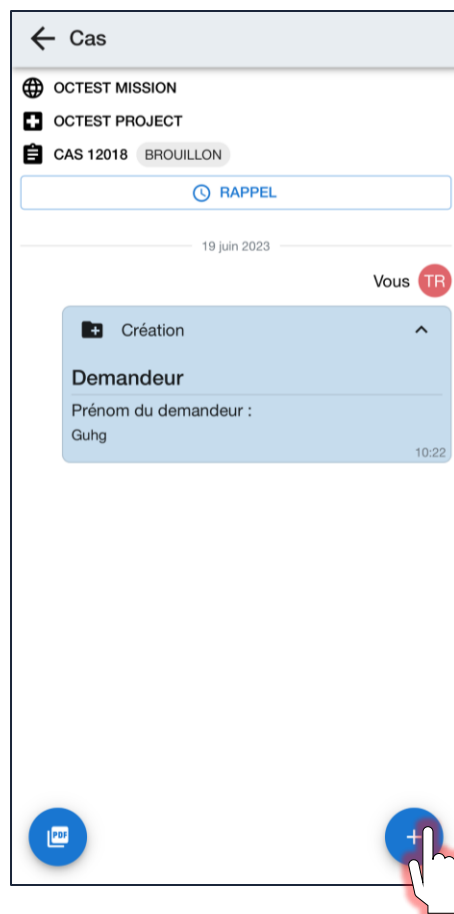 Cas
OCTEST MISSION
OCTEST PROJECT
CAS 12018 BROUILLON
RAPPEL
19 juin 2023
Vous TR
Création
Demandeur
Prénom du demandeur :
Guhg
10:22
PDF